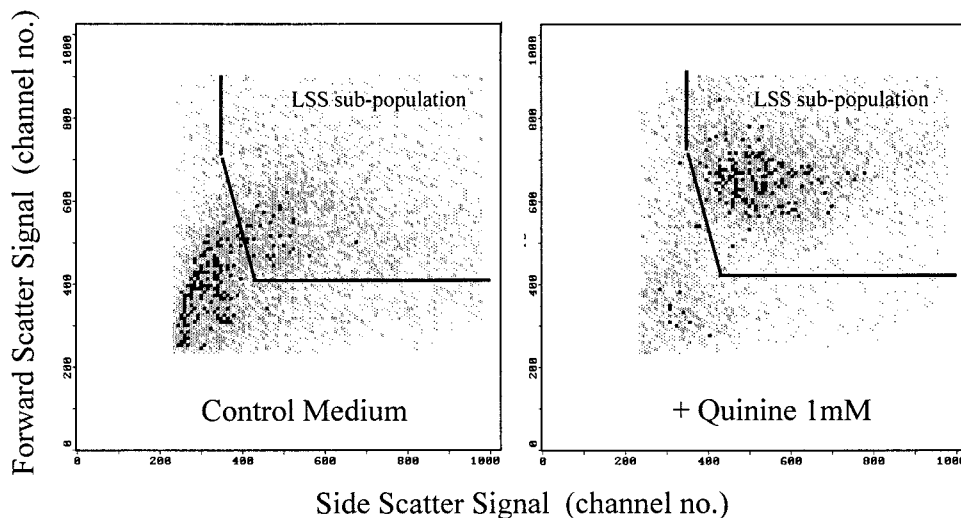 Forward Scatter Signal (channel no.)
1000
800
600
400
200
0
LSS sub-population
Control Medium
0 200 400 600 800 1000
1000
800
600
400
200
0
LSS sub-population
+ Quinine 1mM
0 200 400 600 800 1000
Side Scatter Signal (channel no.)